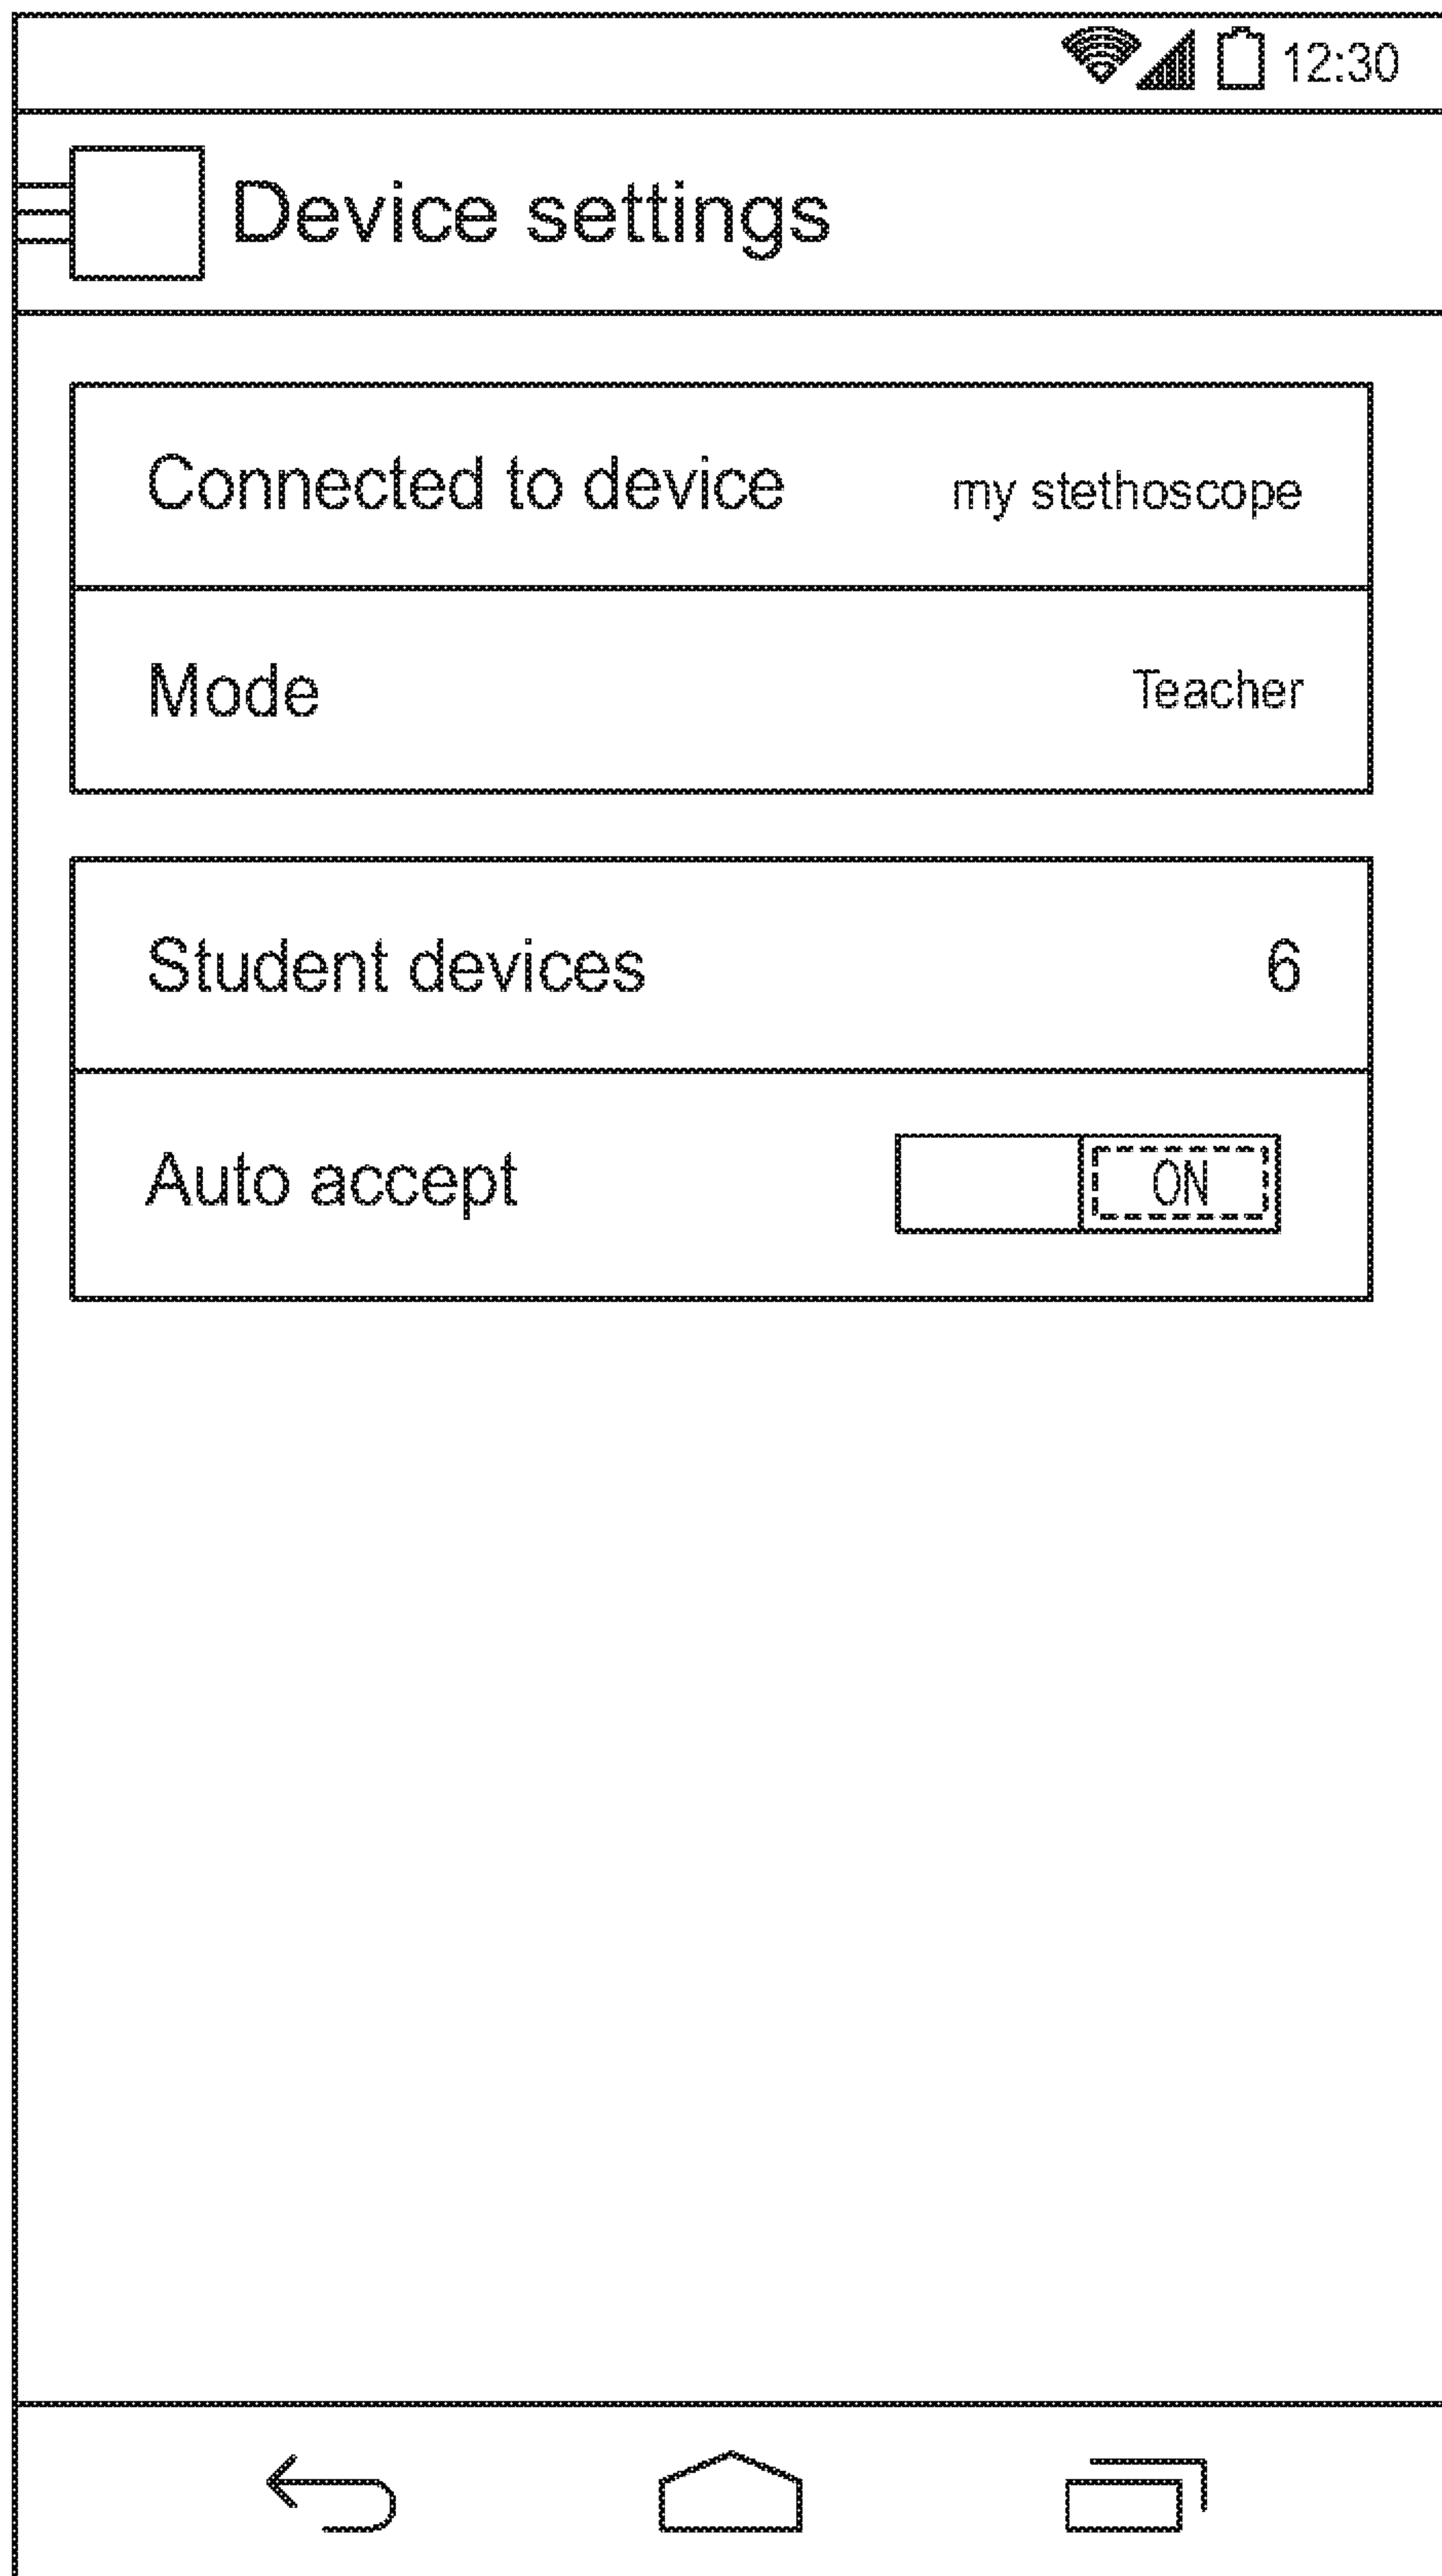 12:30
Device settings
Connected to device my stethoscope
Mode Teacher
Student devices 6
Auto accept ON